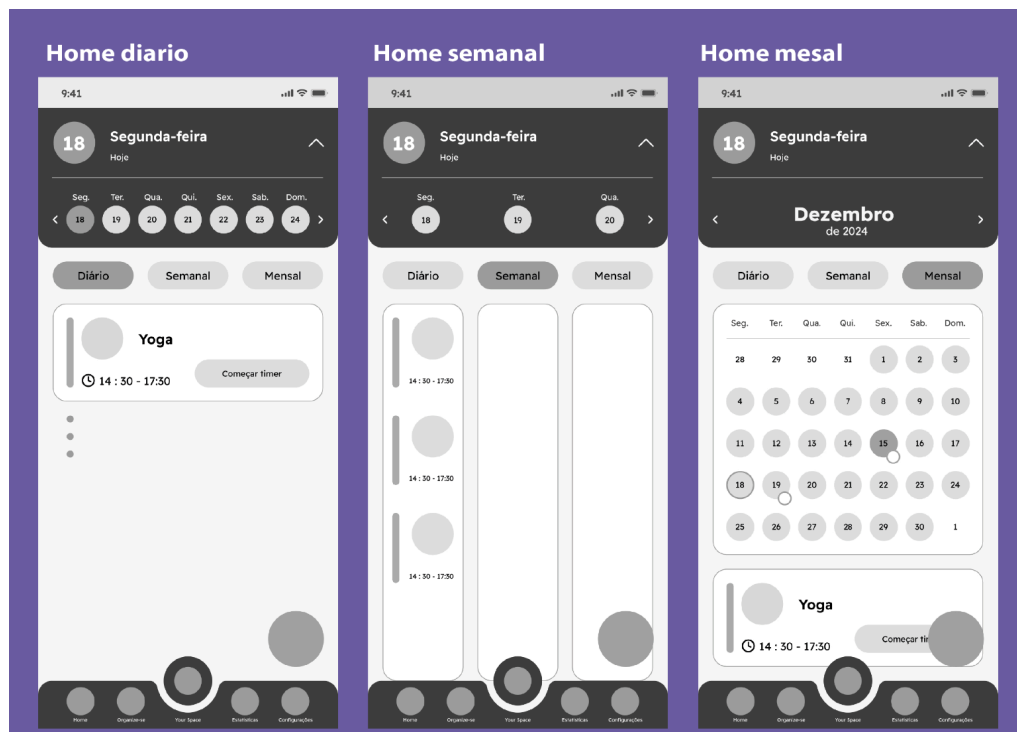 Home diario
9:41
18
Segunda-feira
Hoje
Seg. Ter. Qua. Qui. Sex. Sab. Dom.
< 18 19 20 21 22 23 24 >
Diário Semanal Mensal
Yoga
14 : 30 - 17:30
Começar timer
Home Organize-se Your Space Estatísticas Configurações
Home semanal
9:41
18
Segunda-feira
Hoje
Seg. Ter. Qua.
< 18 19 20 >
Diário Semanal Mensal
14 : 30 - 17:30
14 : 30 - 17:30
14 : 30 - 17:30
Home Organize-se Your Space Estatísticas Configurações
Home mesal
9:41
18
Segunda-feira
Hoje
< Dezembro >
de 2024
Diário Semanal Mensal
Seg. Ter. Qua. Qui. Sex. Sab. Dom.
28 29 30 31 1 2 3
4 5 6 7 8 9 10
11 12 13 14 15 16 17
18 19 20 21 22 23 24
25 26 27 28 29 30 1
Yoga
14 : 30 - 17:30
Começar tir
Home Organize-se Your Space Estatísticas Configurações